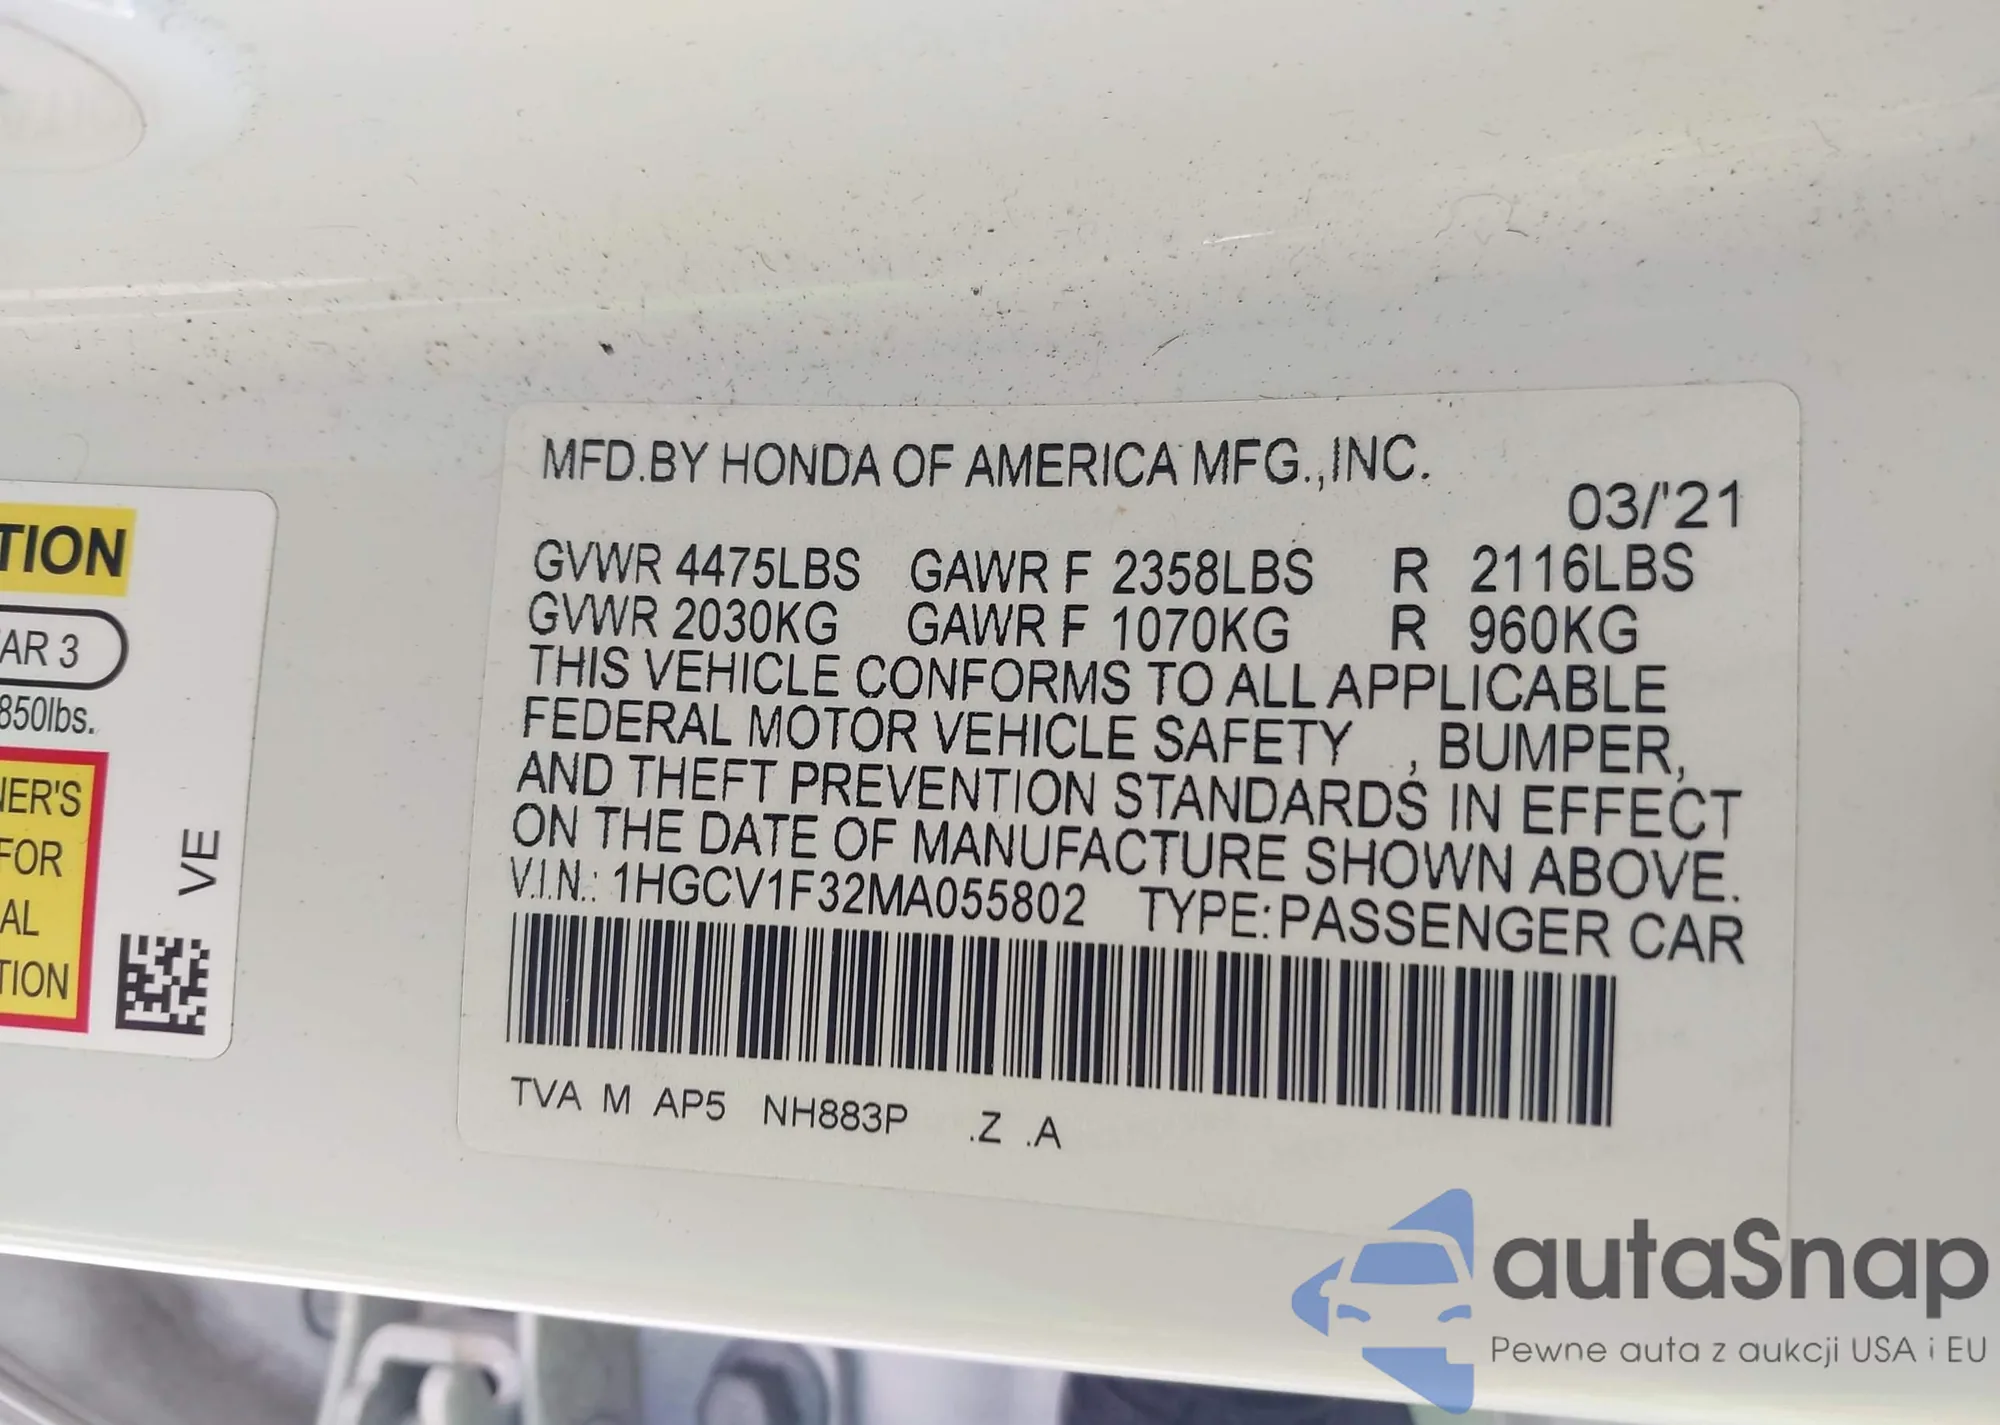 MFD.BY HONDA OF AMERICA MFG.,INC.
03/'21
GVWR 4475LBS GAWR F 2358LBS R 2116LBS
GVWR 2030KG GAWR F 1070KG R 960KG
THIS VEHICLE CONFORMS TO ALL APPLICABLE
FEDERAL MOTOR VEHICLE SAFETY , BUMPER,
AND THEFT PREVENTION STANDARDS IN EFFECT
ON THE DATE OF MANUFACTURE SHOWN ABOVE.
V.I.N.: 1HGCV1F32MA055802 TYPE:PASSENGER CAR
TVA M AP5 NH883P .Z .A
TION
AR 3
850lbs.
NER'S
FOR
AL
TION
VE
autaSnap
Pewne auta z aukcji USA i EU